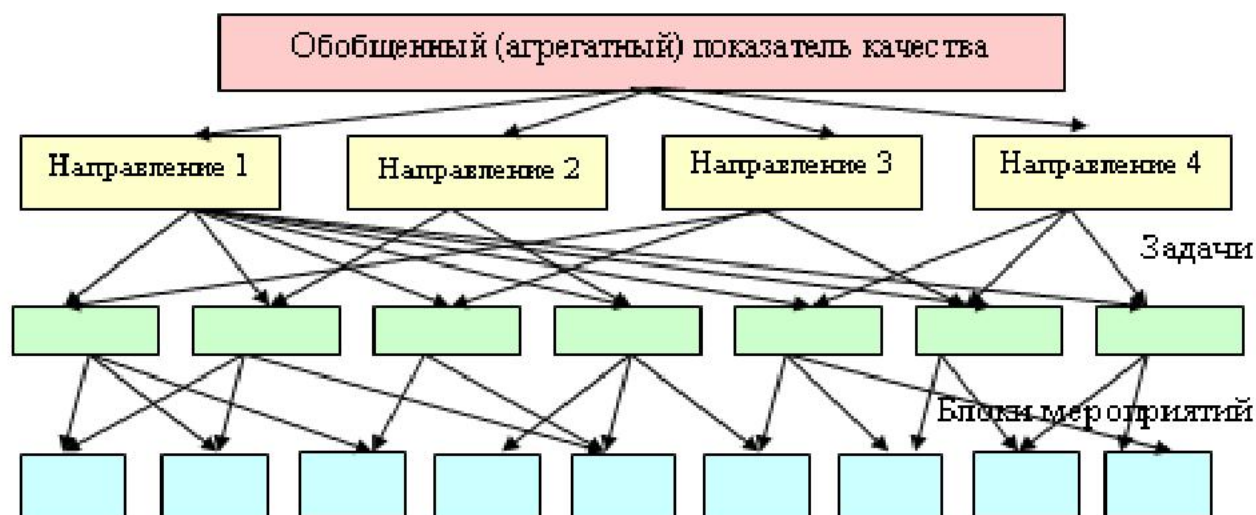 Обобщенный (агрегатный) показатель качества
Направление 1
Направление 2
Направление 3
Направление 4
Задачи
Блоки мероприятий